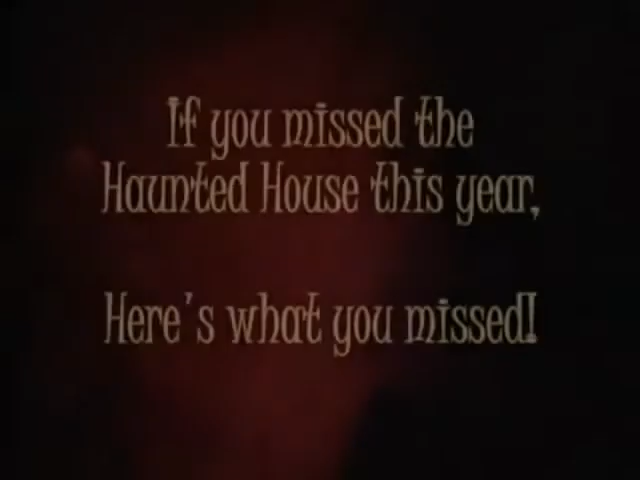 If you missed the
Haunted House this year,
Here's what you missed!